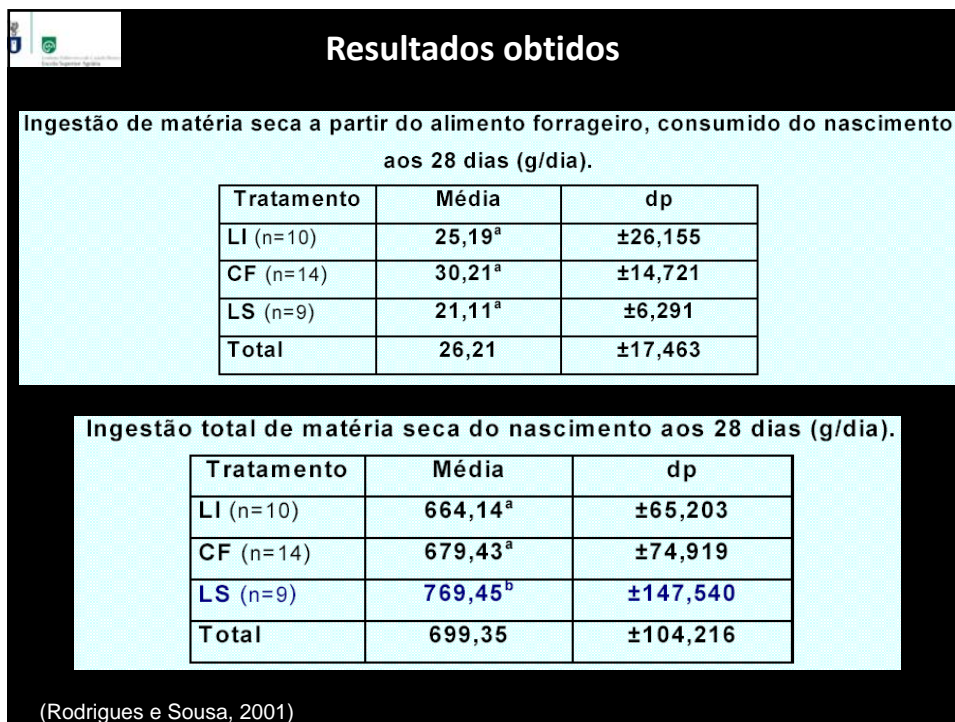 Resultados obtidos
Escola Superior Agrária
Ingestão de matéria seca a partir do alimento forrageiro, consumido do nascimento
aos 28 dias (g/dia).
Tratamento Média dp
LI (n=10) 25,19ᵃ ±26,155
CF (n=14) 30,21ᵃ ±14,721
LS (n=9) 21,11ᵃ ±6,291
Total 26,21 ±17,463
Ingestão total de matéria seca do nascimento aos 28 dias (g/dia).
Tratamento Média dp
LI (n=10) 664,14ᵃ ±65,203
CF (n=14) 679,43ᵃ ±74,919
LS (n=9) 769,45ᵇ ±147,540
Total 699,35 ±104,216
(Rodrigues e Sousa, 2001)